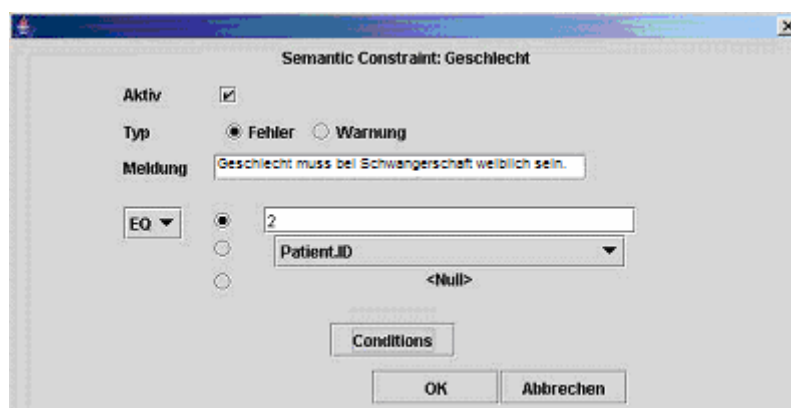 Semantic Constraint: Geschlecht
Aktiv
Typ Fehler Warnung
Meldung Geschlecht muss bei Schwangerschaft weiblich sein.
EQ 2
Patient.ID
<Null>
Conditions
OK Abbrechen